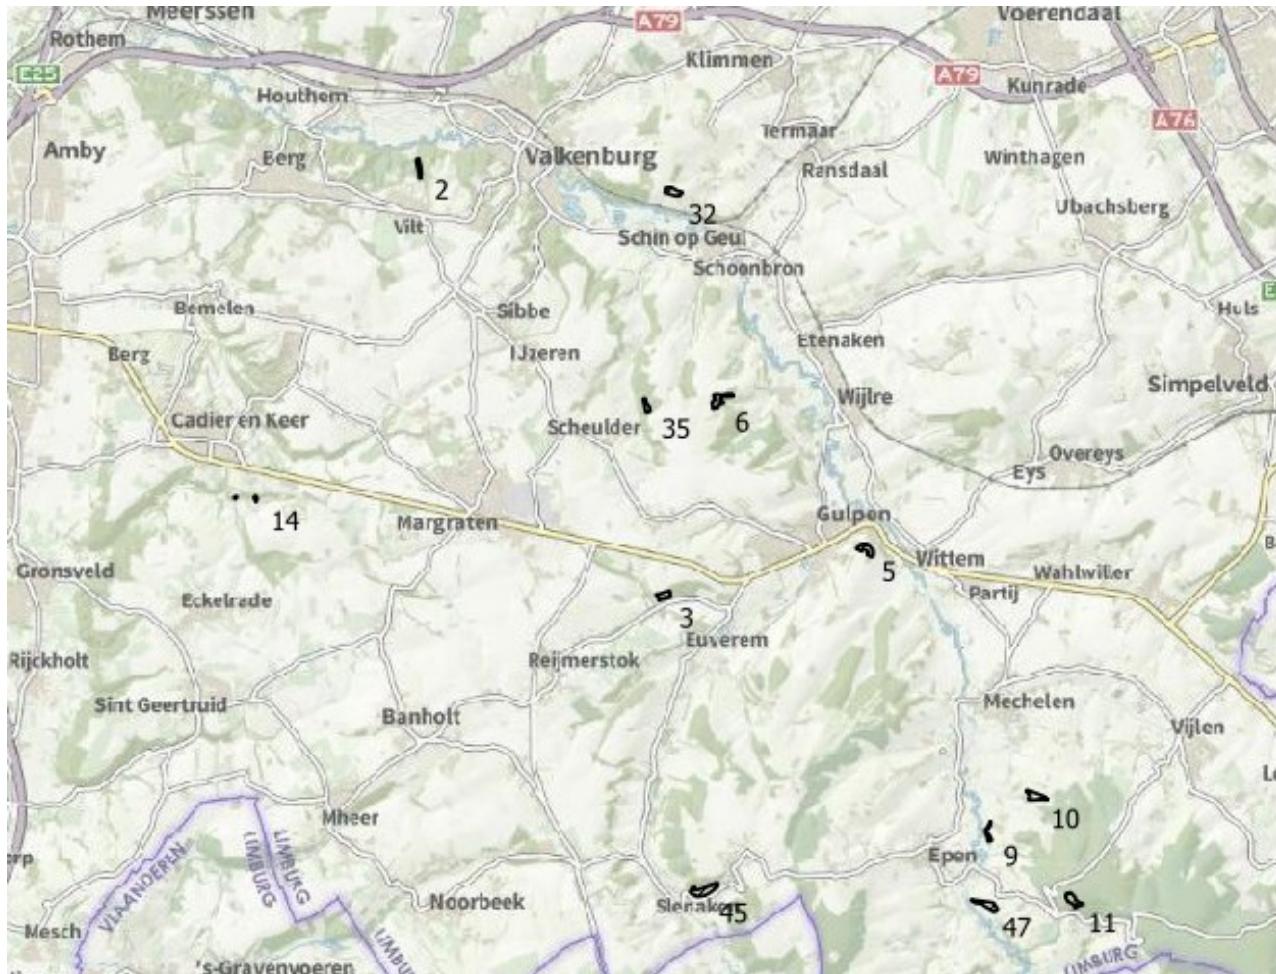 Meerssen
A79
Voerendaal
Rothem
Klimmen
E25
A79
Kunrade
Houthem
A76
Termaar
Amby
Berg
Valkenburg
Winthagen
Ransdaal
2
32
Ubachsberg
Vilt
Schin op Geul
Schoonbron
Bemelen
Sibbe
Huls
Etenaken
Berg
IJzeren
Simpelveld
Wijlre
Cadier en Keer
Scheulder
35
6
Overeys
Eys
14
Margraten
Gulpen
Wittem
5
Wahlwiller
Gronsveld
Partij
Eckelrade
3
Euverem
Rijckholt
Reijmerstok
Sint Geertruid
Banholt
Mechelen
Vijlen
Mheer
10
9
Epen
VLAANDEREN
LIMBURG
LIMBURG
Noorbeek
Slenaken
45
47
11
Mesch
's-Gravenvoeren
LIMBURG